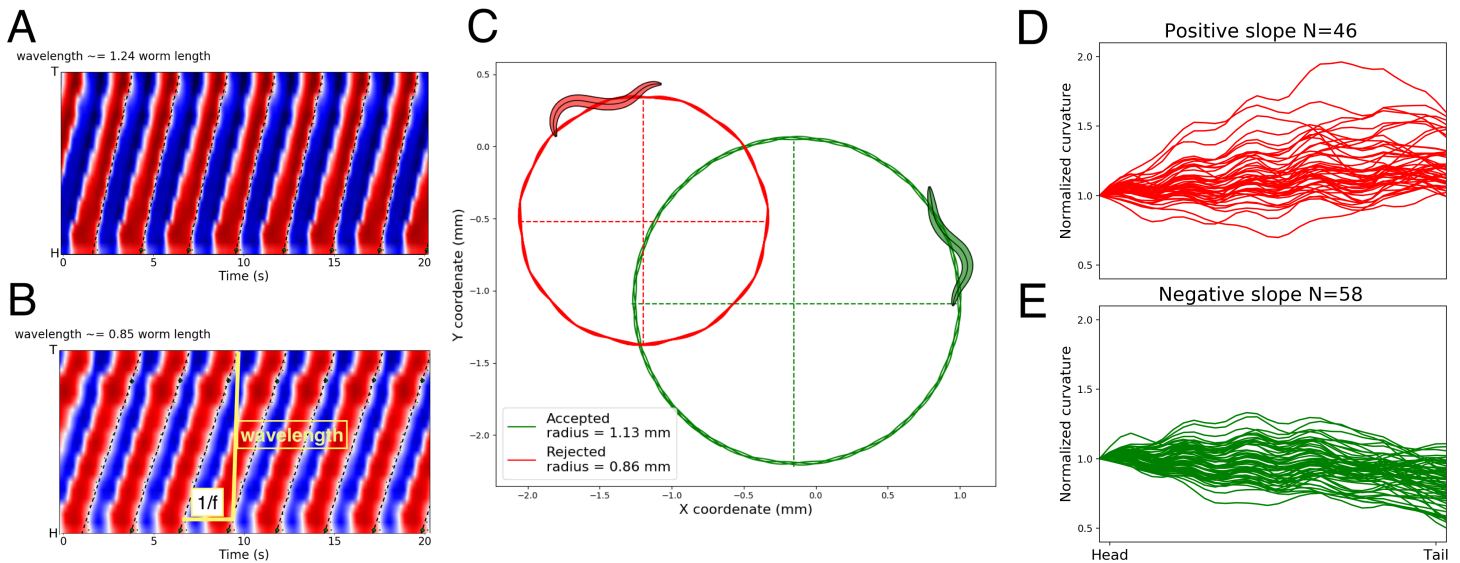 A
wavelength ~= 1.24 worm length
T
H
0 5 10 15 20
Time (s)
B
wavelength ~= 0.85 worm length
T
wavelength
1/f
H
0 5 10 15 20
Time (s)
C
0.5
0.0
−0.5
−1.0
−1.5
−2.0
Y coordenate (mm)
Accepted
radius = 1.13 mm
Rejected
radius = 0.86 mm
−2.0 −1.5 −1.0 −0.5 0.0 0.5 1.0
X coordenate (mm)
D
Positive slope N=46
2.0
1.5
1.0
0.5
Normalized curvature
E
Negative slope N=58
2.0
1.5
1.0
0.5
Normalized curvature
Head Tail